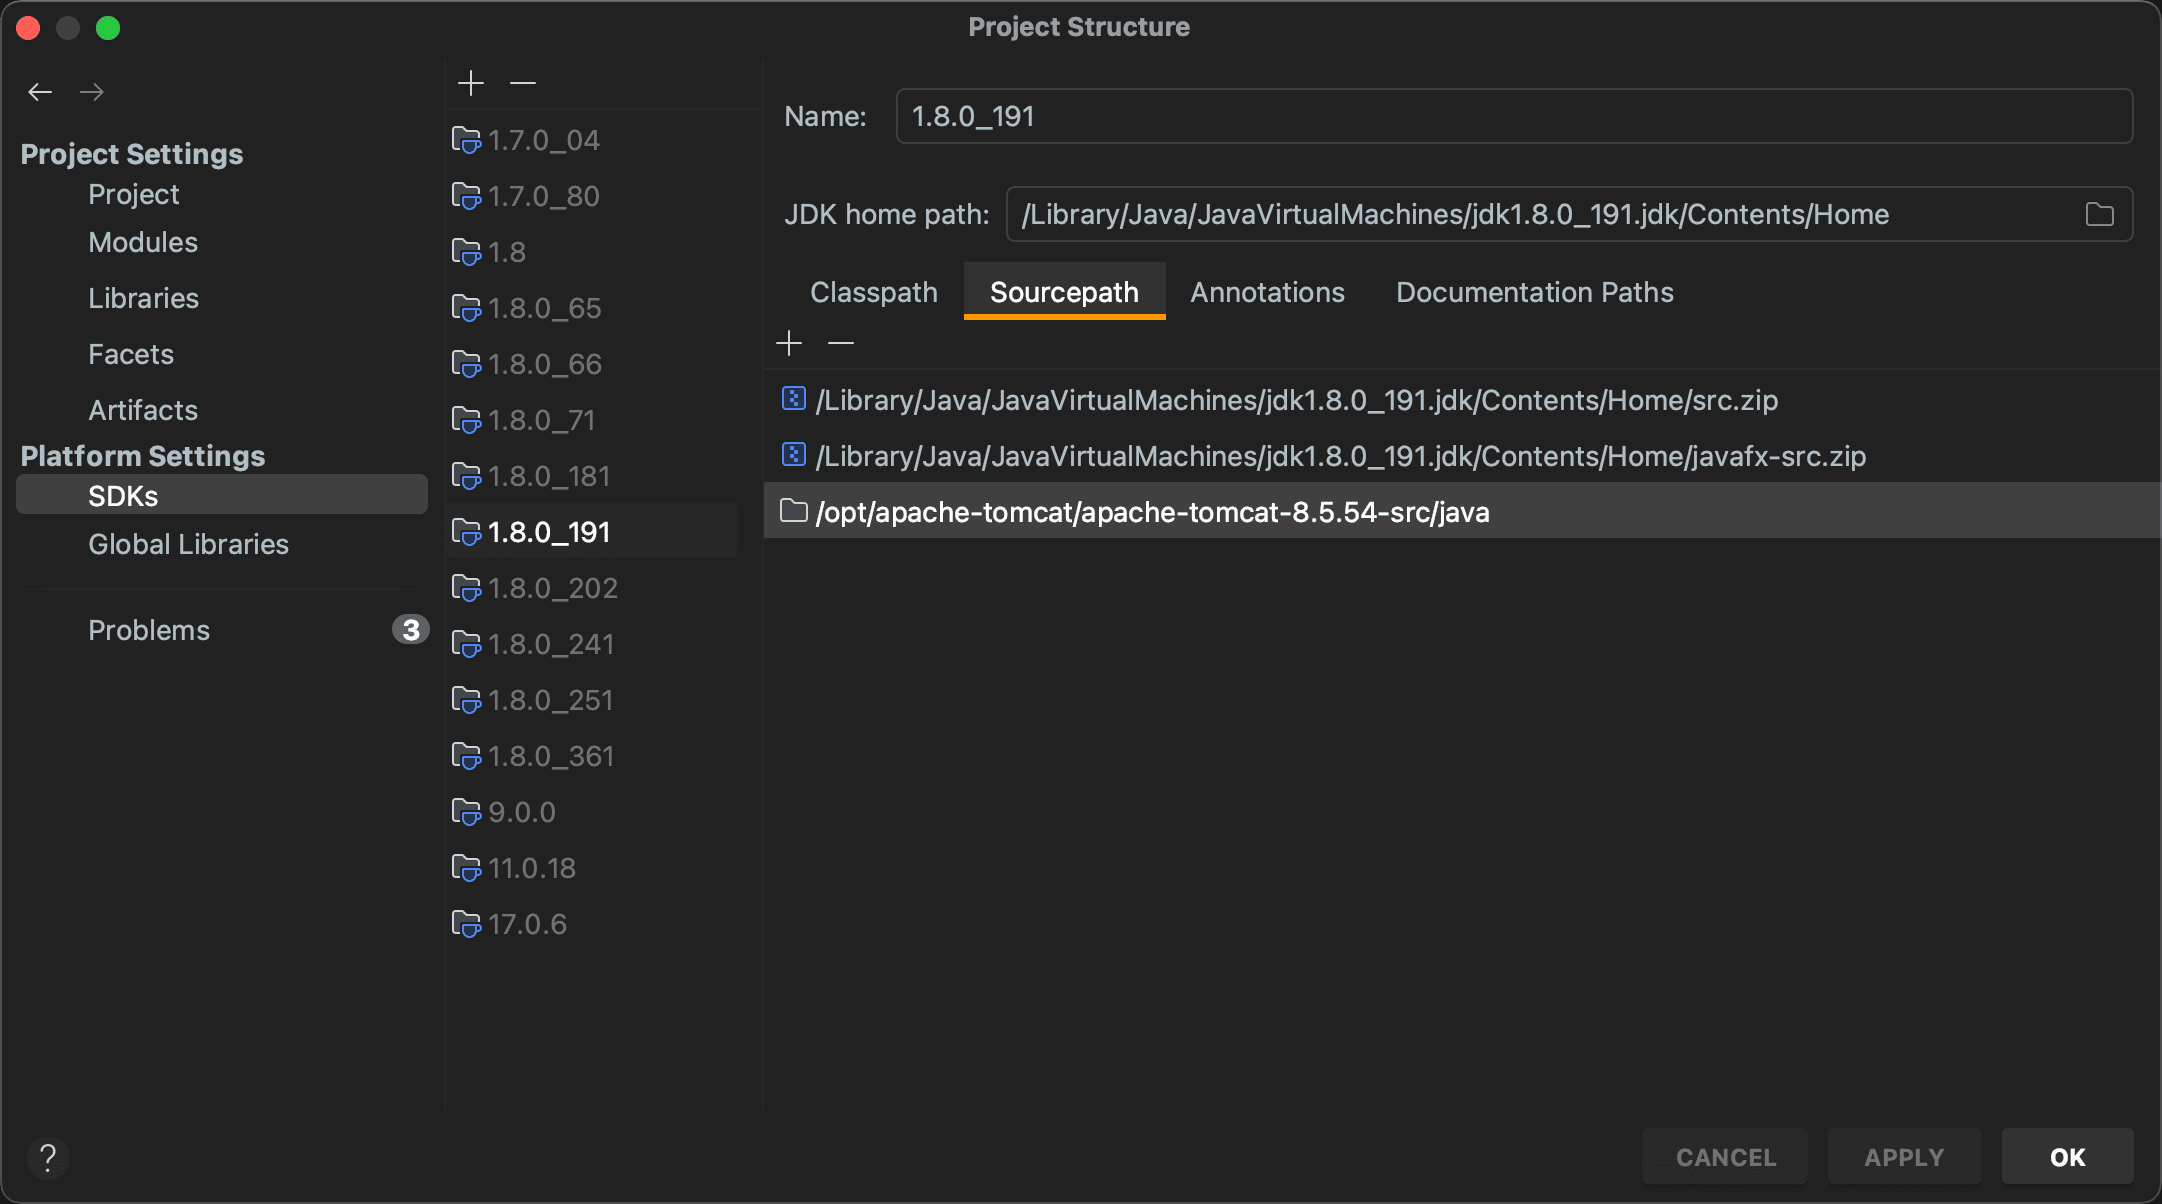 Project Structure
Project Settings
Project
Modules
Libraries
Facets
Artifacts
Platform Settings
SDKs
Global Libraries
Problems 3
1.7.0_04
1.7.0_80
1.8
1.8.0_65
1.8.0_66
1.8.0_71
1.8.0_181
1.8.0_191
1.8.0_202
1.8.0_241
1.8.0_251
1.8.0_361
9.0.0
11.0.18
17.0.6
Name: 1.8.0_191
JDK home path: /Library/Java/JavaVirtualMachines/jdk1.8.0_191.jdk/Contents/Home
Classpath Sourcepath Annotations Documentation Paths
/Library/Java/JavaVirtualMachines/jdk1.8.0_191.jdk/Contents/Home/src.zip
/Library/Java/JavaVirtualMachines/jdk1.8.0_191.jdk/Contents/Home/javafx-src.zip
/opt/apache-tomcat/apache-tomcat-8.5.54-src/java
? CANCEL APPLY OK